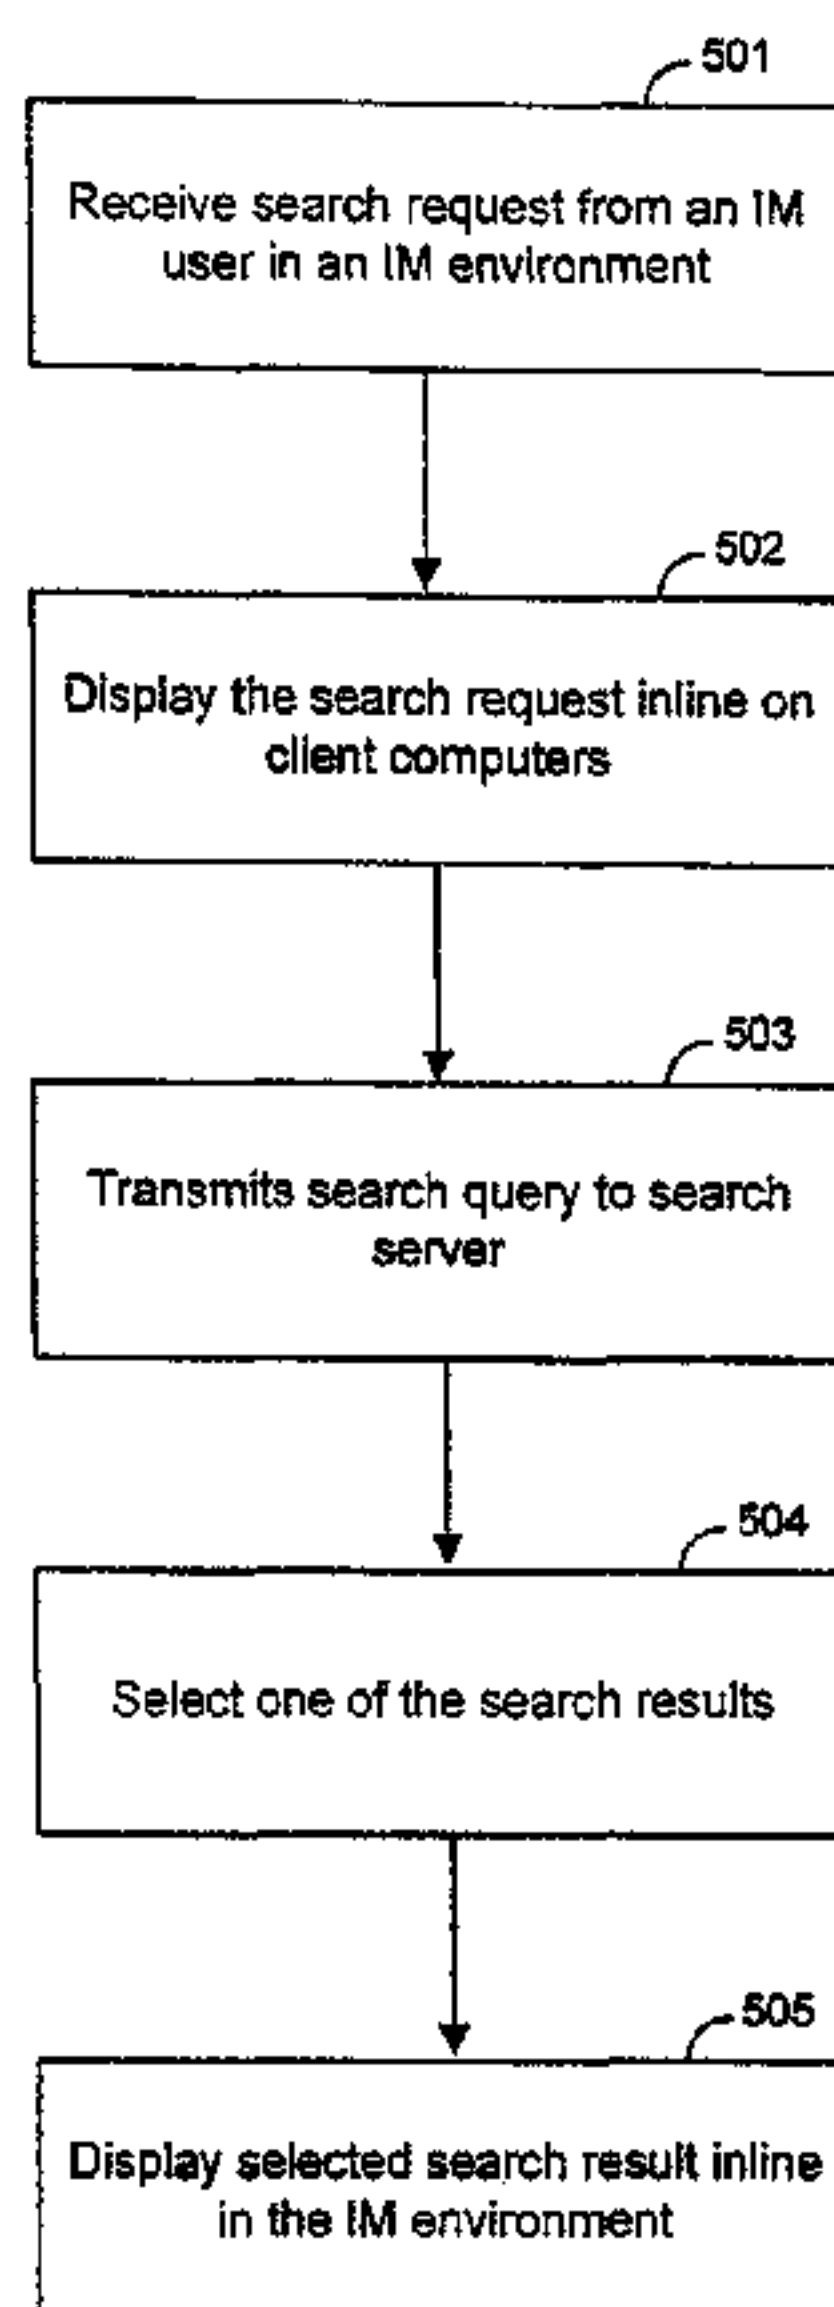 501
Receive search request from an IM
user in an IM environment
502
Display the search request inline on
client computers
503
Transmits search query to search
server
504
Select one of the search results
505
Display selected search result inline
in the IM environment